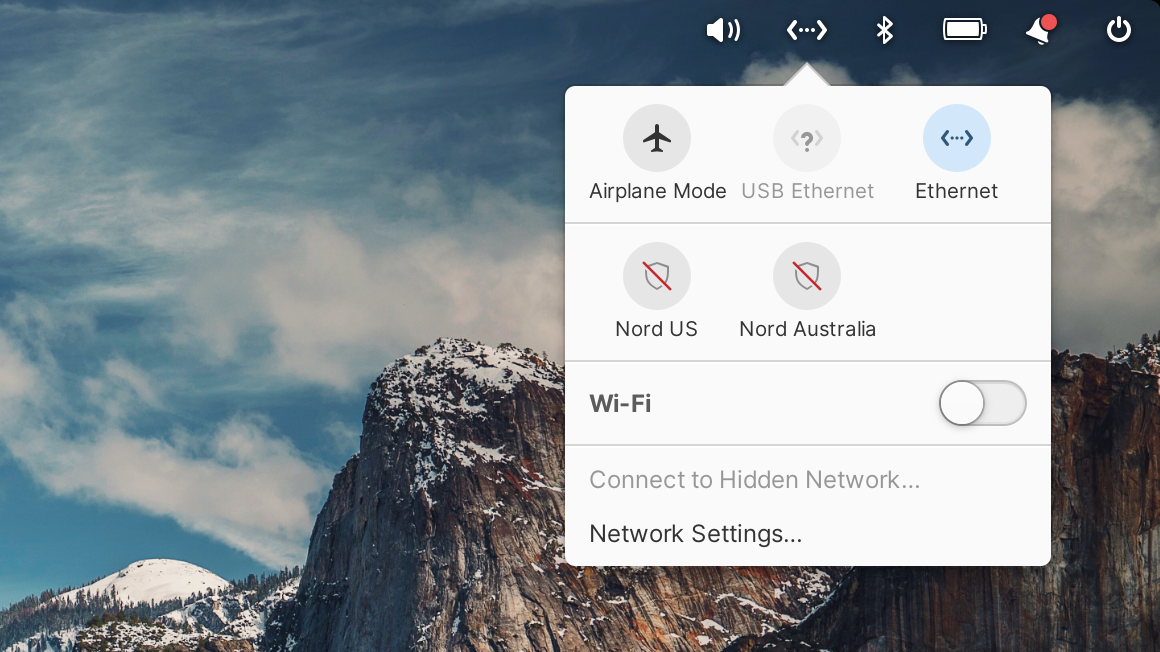 Airplane Mode
USB Ethernet
Ethernet
Nord US
Nord Australia
Wi-Fi
Connect to Hidden Network…
Network Settings…